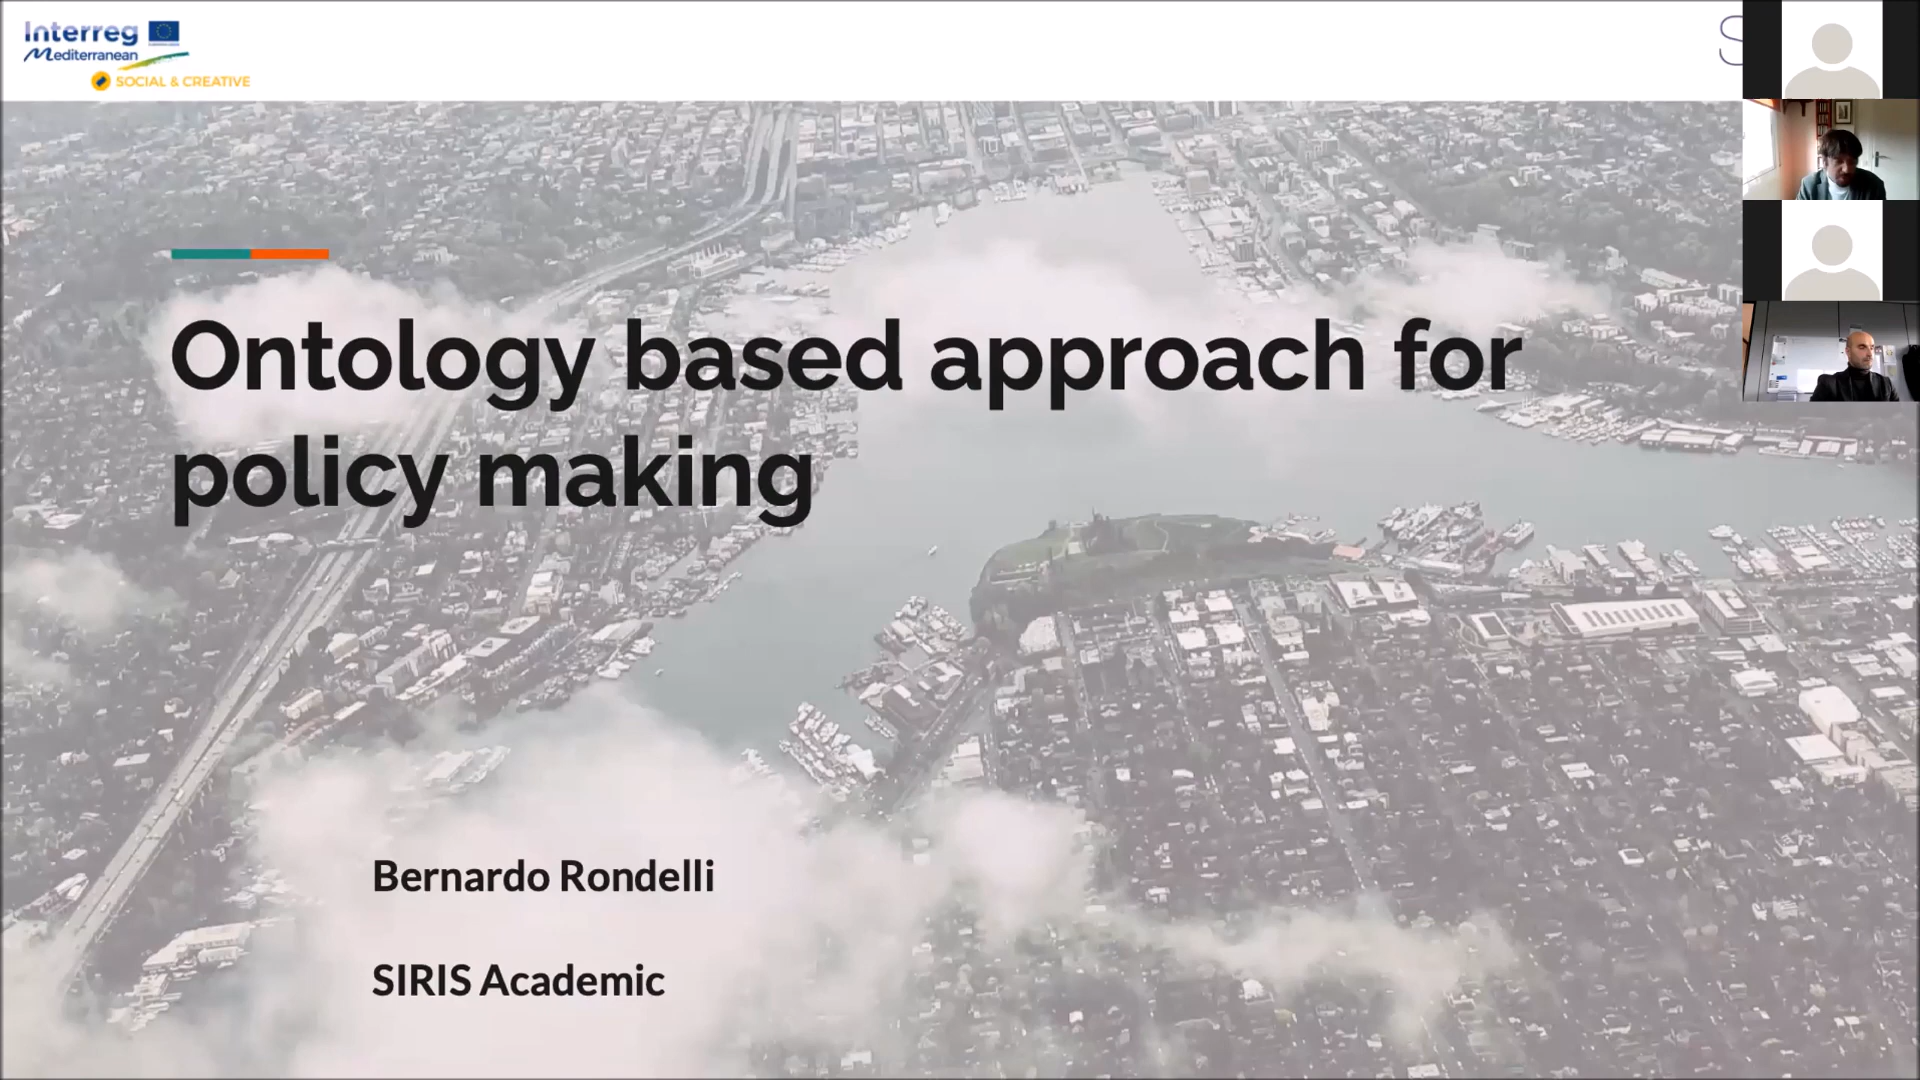 Interreg
Mediterranean
SOCIAL & CREATIVE
S
Ontology based approach for
policy making
Bernardo Rondelli
SIRIS Academic